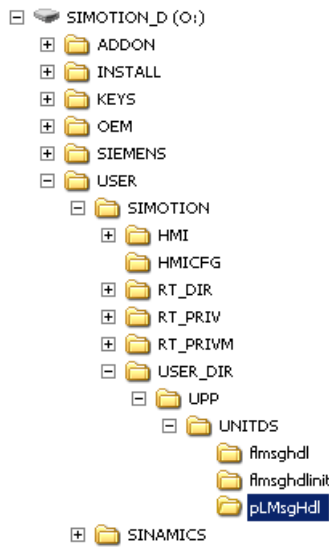 SIMOTION_D (O:)
ADDON
INSTALL
KEYS
OEM
SIEMENS
USER
SIMOTION
HMI
HMICFG
RT_DIR
RT_PRIV
RT_PRIVM
USER_DIR
UPP
UNITDS
flmsghdl
flmsghdlinit
pLMsgHdl
SINAMICS